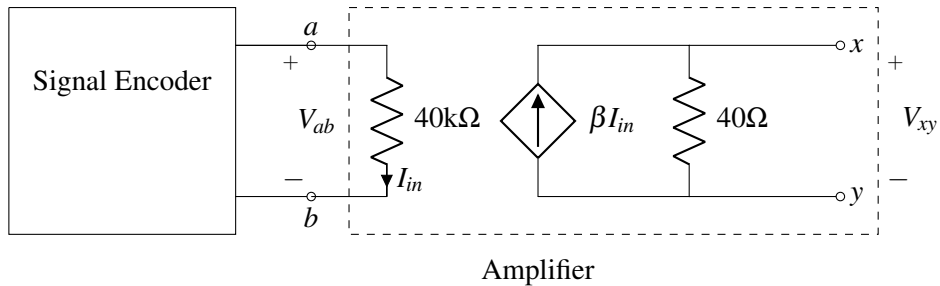 a
Signal Encoder
+
V_ab
−
b
40kΩ
I_in
βI_in
40Ω
x
+
V_xy
−
y
Amplifier